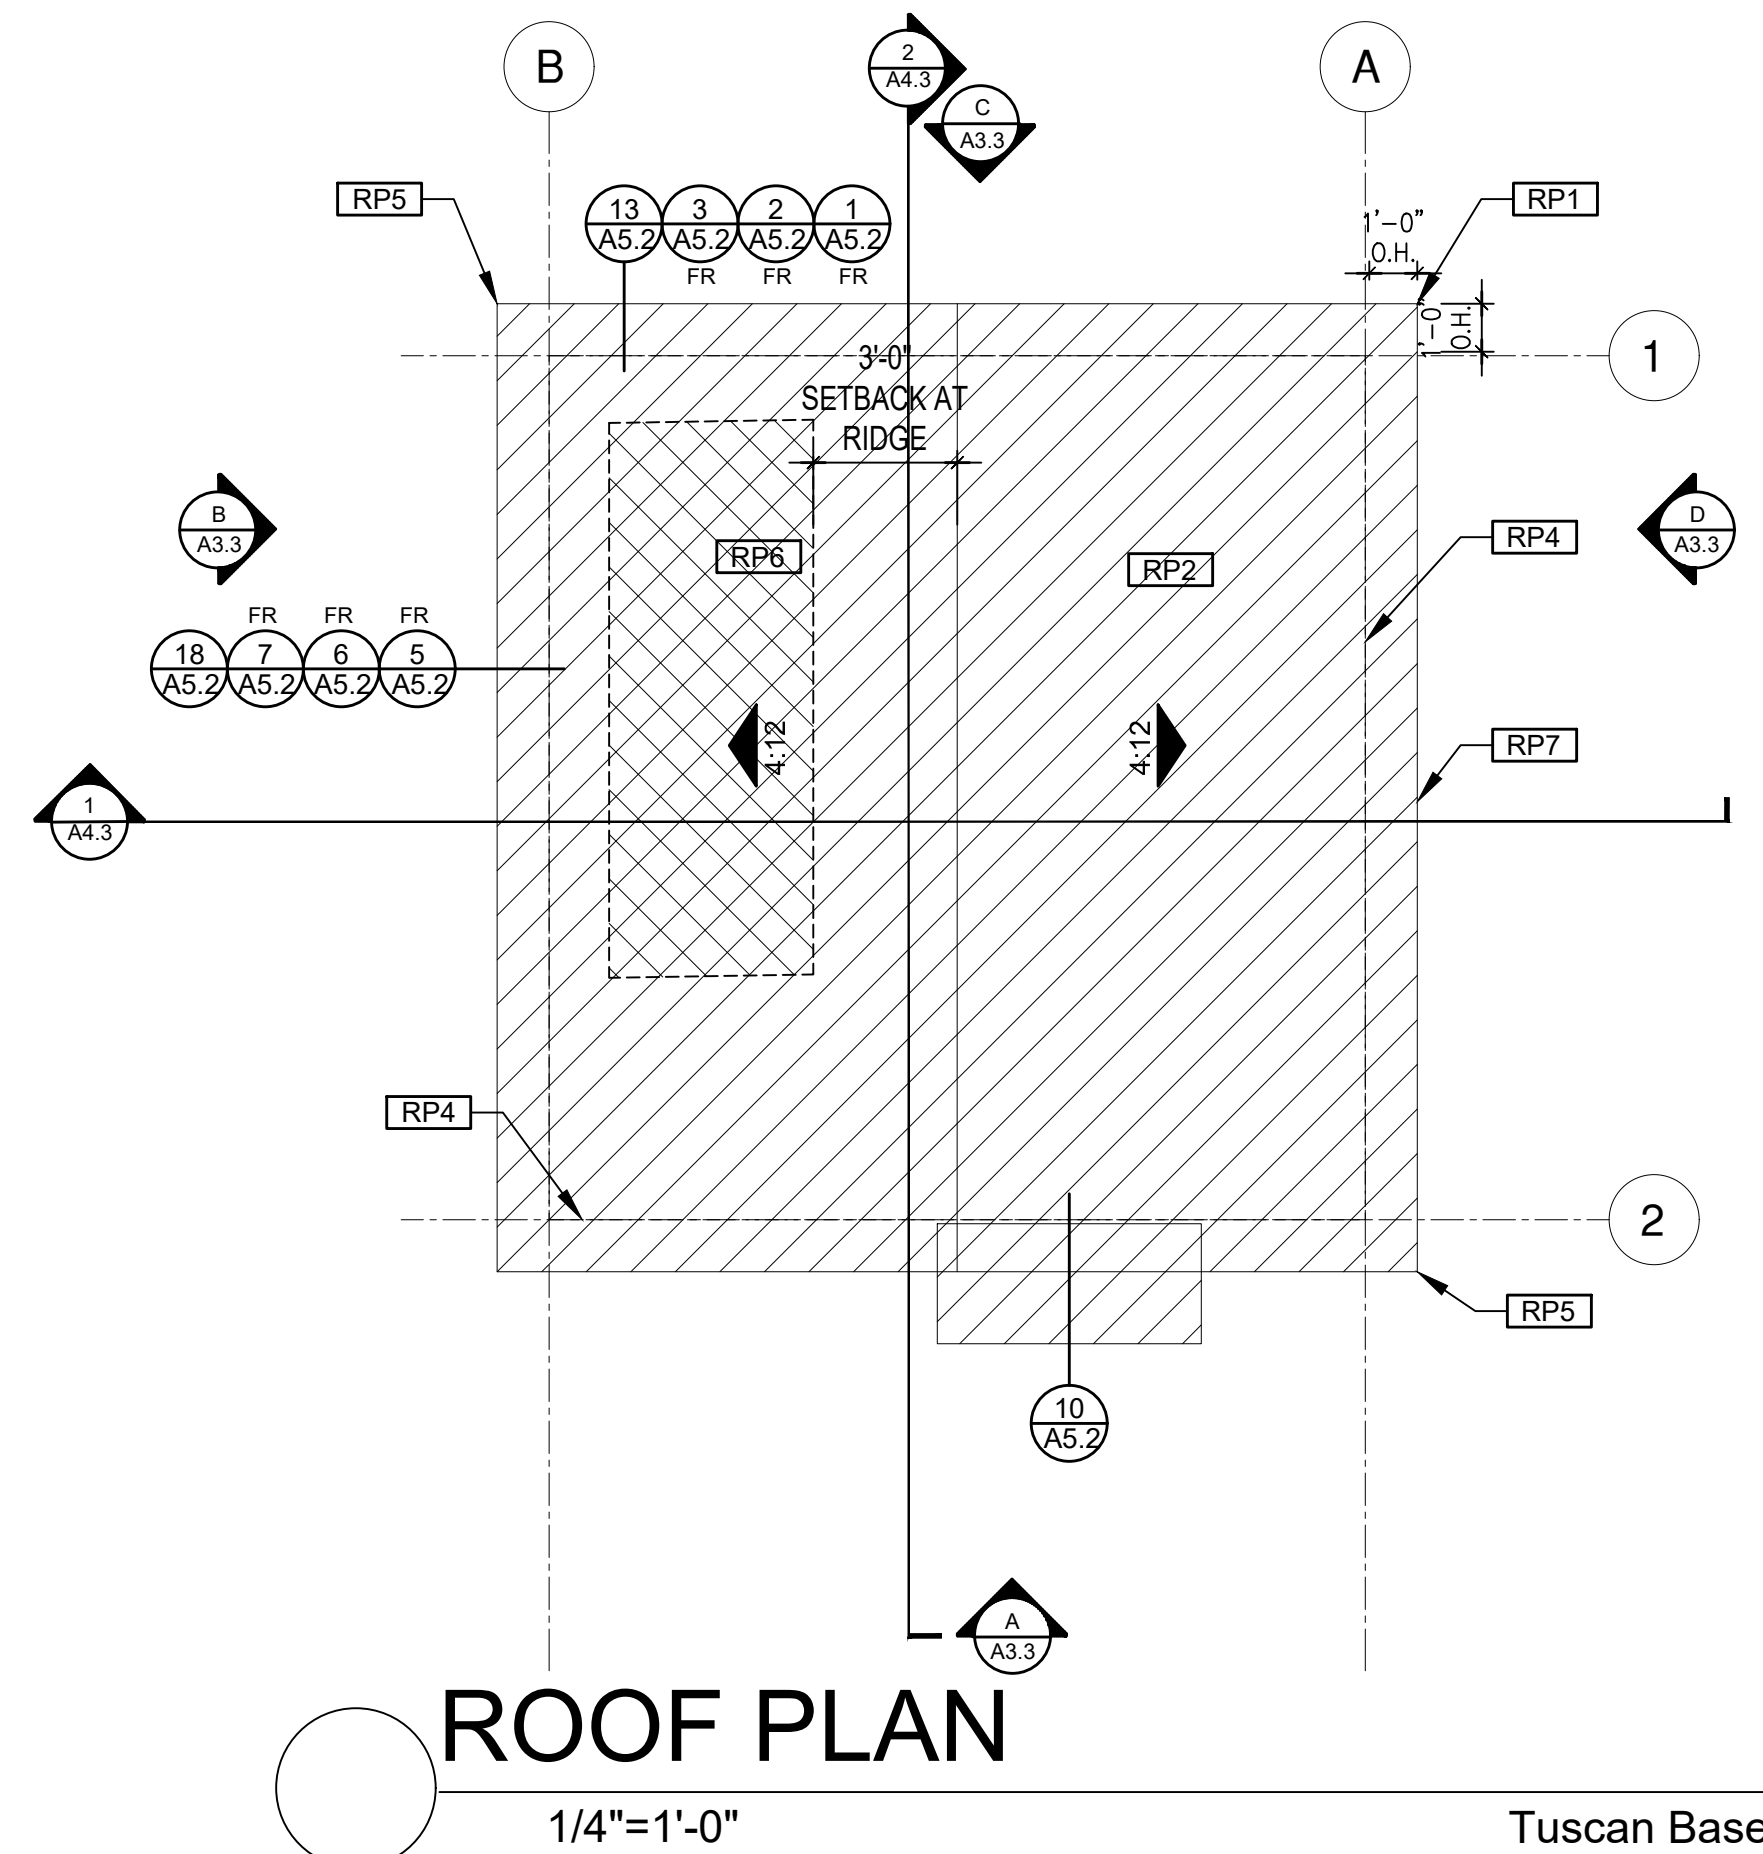 B
2
A4.3
A
C
A3.3
RP5
13
A5.2
3
A5.2
2
A5.2
1
A5.2
FR
FR
FR
RP1
1'-0"
O.H.
1'-0"
O.H.
1
3'-0"
SETBACK AT
RIDGE
B
A3.3
RP6
RP2
RP4
D
A3.3
FR
FR
FR
18
A5.2
7
A5.2
6
A5.2
5
A5.2
4:12
4:12
RP7
1
A4.3
RP4
2
RP5
10
A5.2
A
A3.3
ROOF PLAN
1/4"=1'-0"
Tuscan Base